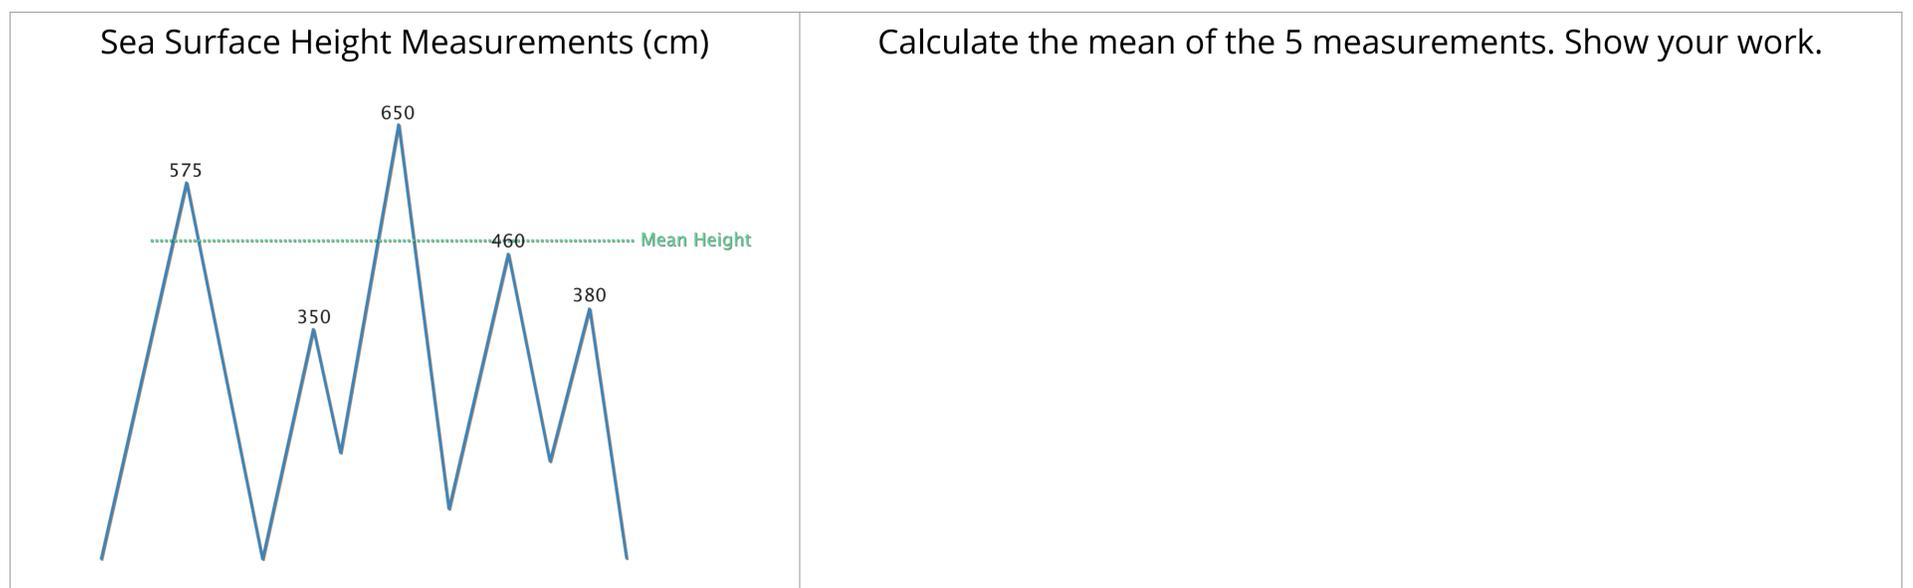 Sea Surface Height Measurements (cm)
650
575
460
Mean Height
380
350
Calculate the mean of the 5 measurements. Show your work.